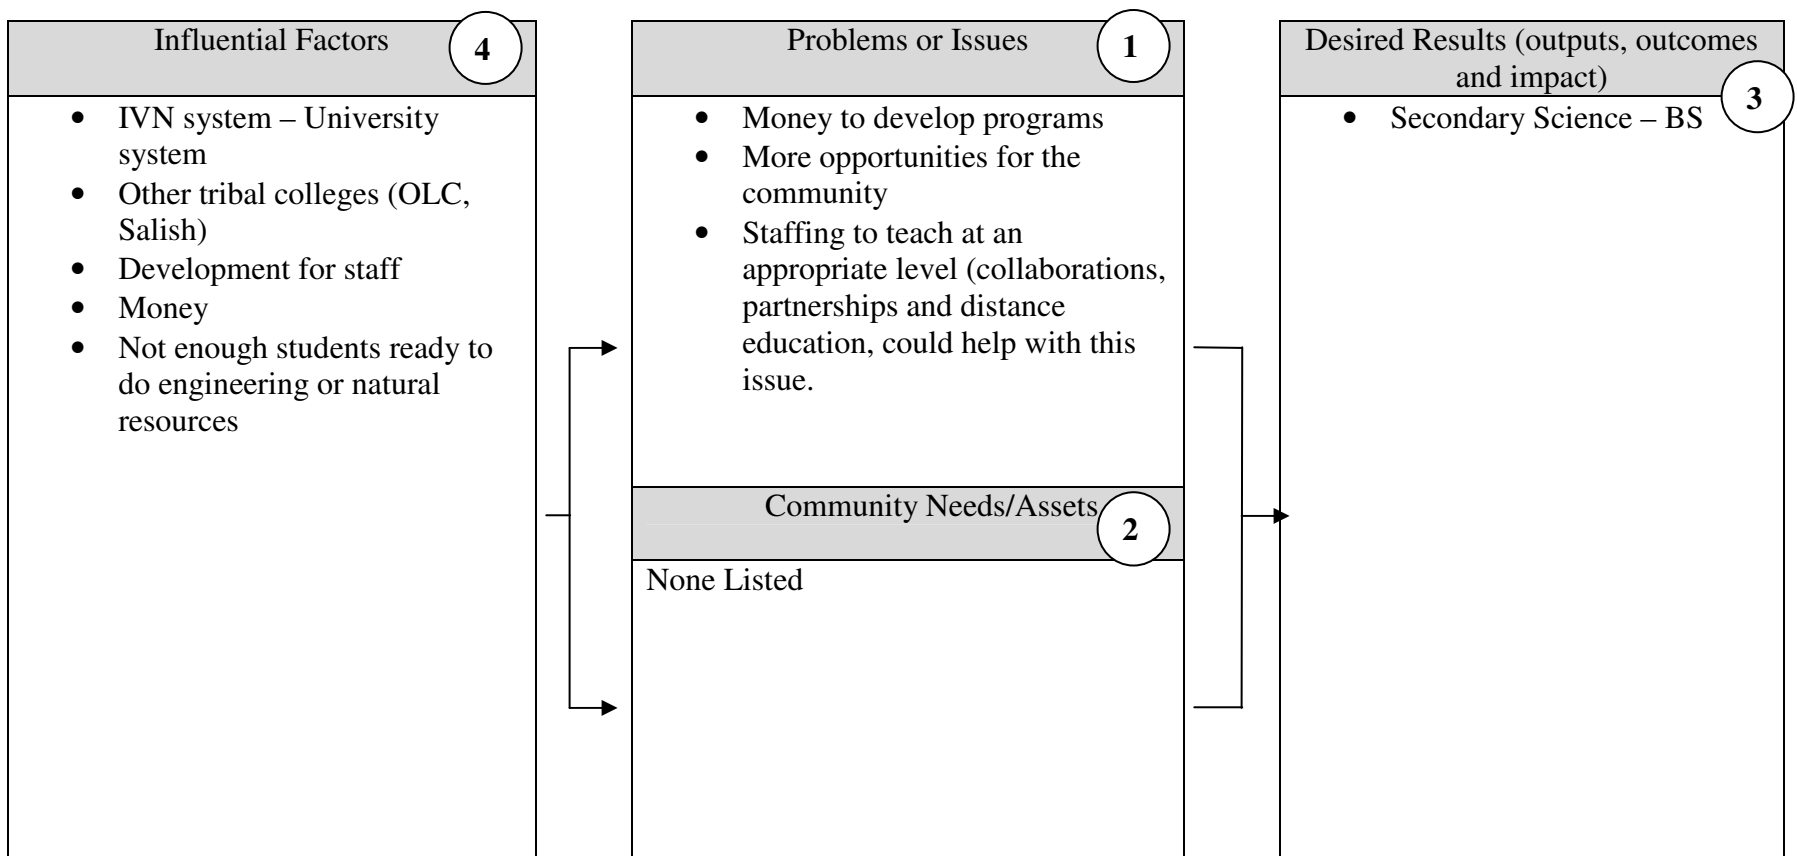 Influential Factors
4
• IVN system – University
system
• Other tribal colleges (OLC,
Salish)
• Development for staff
• Money
• Not enough students ready to
do engineering or natural
resources
Problems or Issues
1
• Money to develop programs
• More opportunities for the
community
• Staffing to teach at an
appropriate level (collaborations,
partnerships and distance
education, could help with this
issue.
Community Needs/Assets
2
None Listed
Desired Results (outputs, outcomes
and impact)
3
• Secondary Science – BS